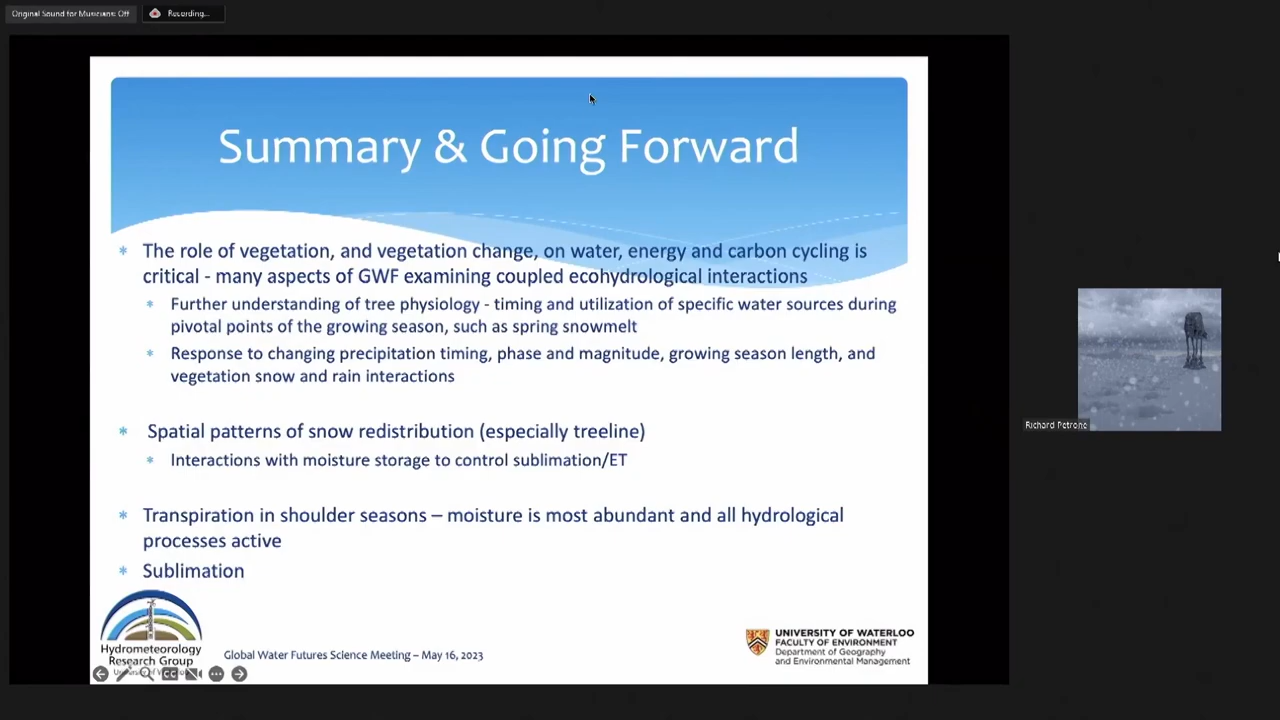 Original Sound for Musicians: Off
Recording...
Summary & Going Forward
* The role of vegetation, and vegetation change, on water, energy and carbon cycling is
critical - many aspects of GWF examining coupled ecohydrological interactions
* Further understanding of tree physiology - timing and utilization of specific water sources during
pivotal points of the growing season, such as spring snowmelt
* Response to changing precipitation timing, phase and magnitude, growing season length, and
vegetation snow and rain interactions
* Spatial patterns of snow redistribution (especially treeline)
* Interactions with moisture storage to control sublimation/ET
* Transpiration in shoulder seasons – moisture is most abundant and all hydrological
processes active
* Sublimation
Hydrometeorology
Research Group
Global Water Futures Science Meeting – May 16, 2023
UNIVERSITY OF WATERLOO
FACULTY OF ENVIRONMENT
Department of Geography
and Environmental Management
CC
Richard Petrone